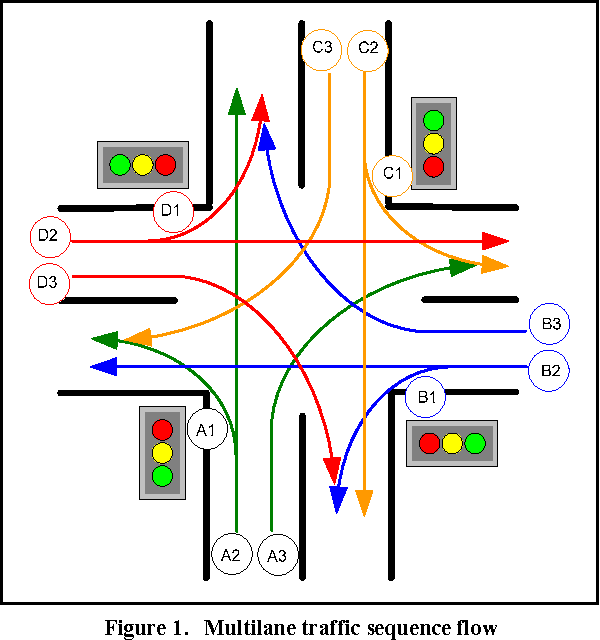 C3
C2
C1
D1
D2
D3
B3
B2
B1
A1
A2
A3
Figure 1. Multilane traffic sequence flow